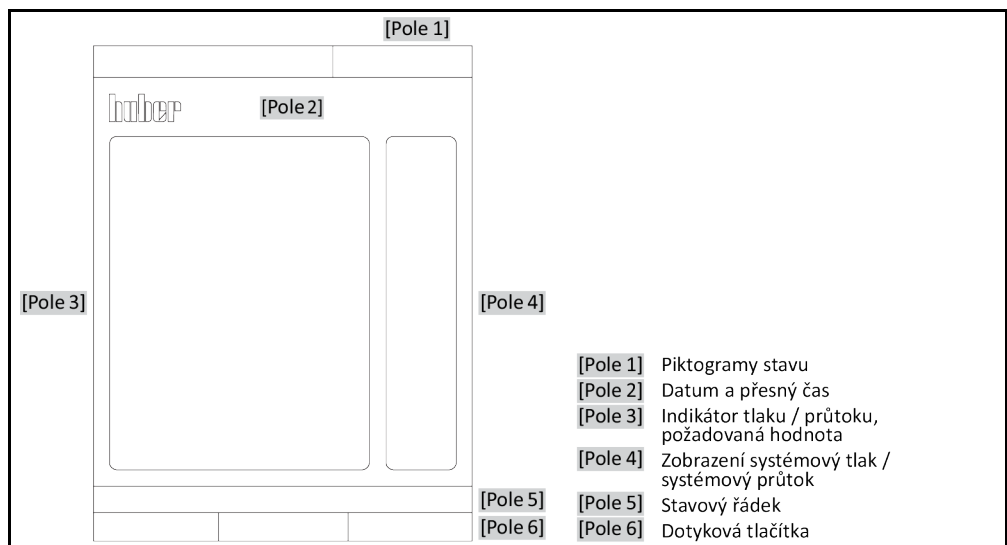 [Pole 1]
huber
[Pole 2]
[Pole 3]
[Pole 4]
[Pole 5]
[Pole 6]
[Pole 1] Piktogramy stavu
[Pole 2] Datum a přesný čas
[Pole 3] Indikátor tlaku / průtoku,
požadovaná hodnota
[Pole 4] Zobrazení systémový tlak /
systémový průtok
[Pole 5] Stavový řádek
[Pole 6] Dotyková tlačítka